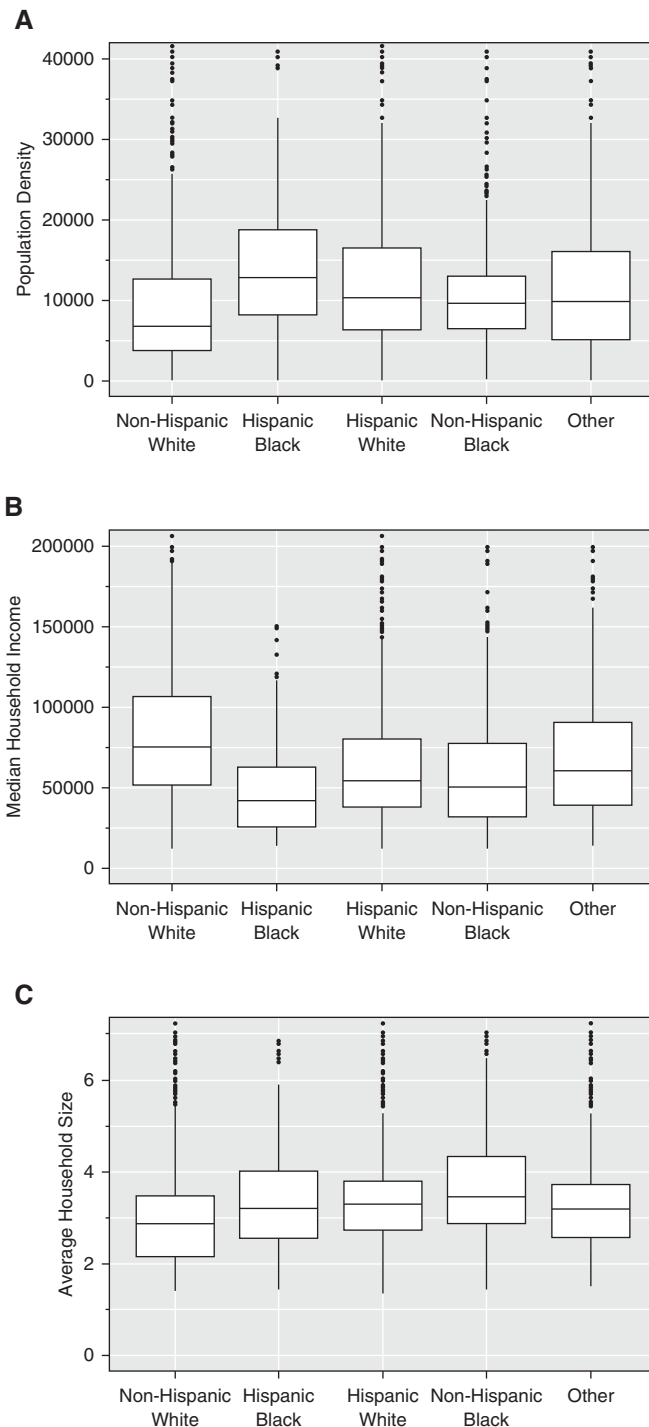 A
Population Density
40000
30000
20000
10000
0
Non-Hispanic White
Hispanic Black
Hispanic White
Non-Hispanic Black
Other
B
Median Household Income
200000
150000
100000
50000
0
Non-Hispanic White
Hispanic Black
Hispanic White
Non-Hispanic Black
Other
C
Average Household Size
6
4
2
0
Non-Hispanic White
Hispanic Black
Hispanic White
Non-Hispanic Black
Other